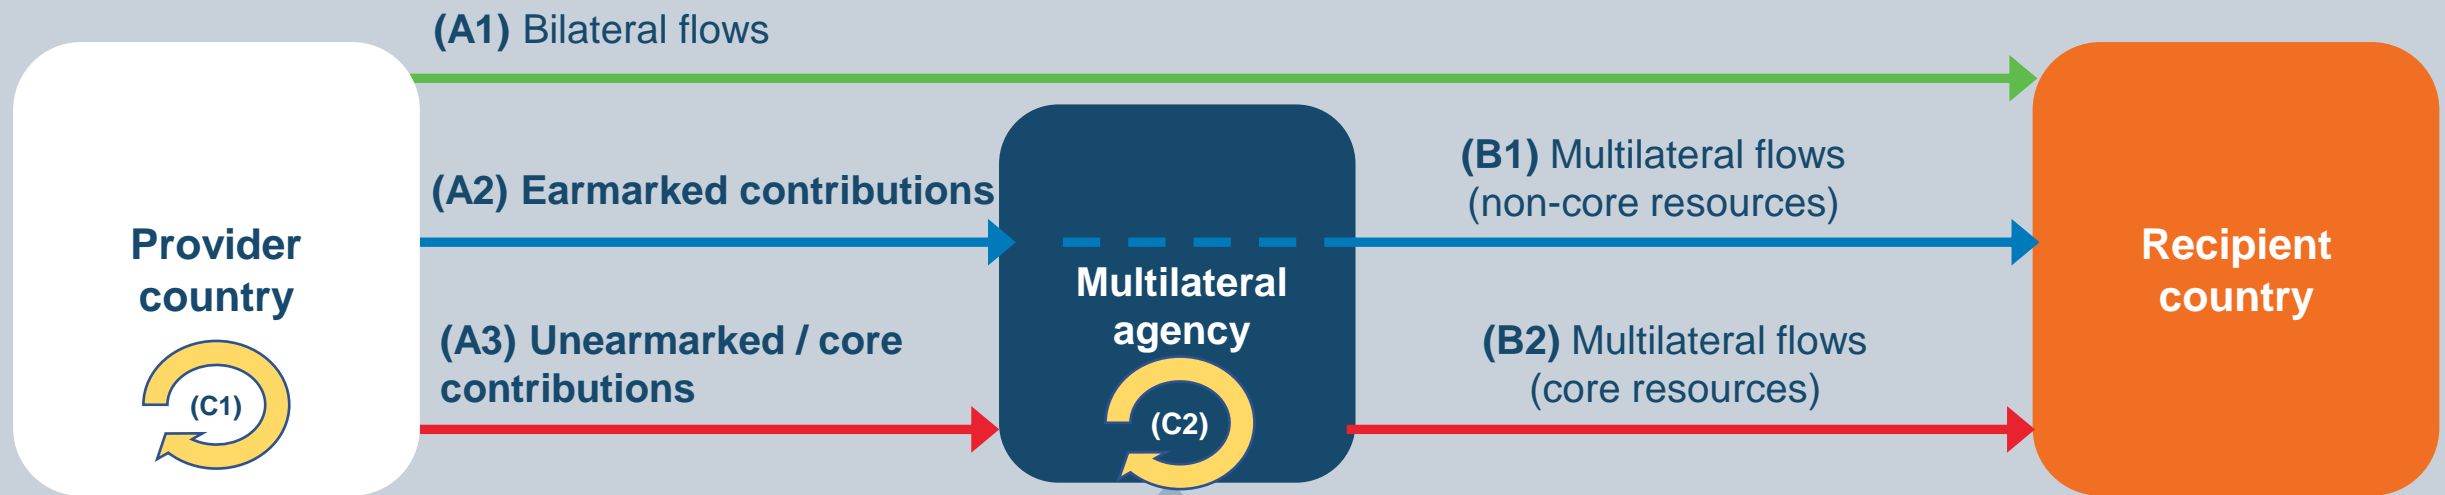 (A1) Bilateral flows
(A2) Earmarked contributions
(B1) Multilateral flows
(non-core resources)
Provider
country
Multilateral
agency
Recipient
country
(A3) Unearmarked / core
contributions
(B2) Multilateral flows
(core resources)
(C1)
(C2)